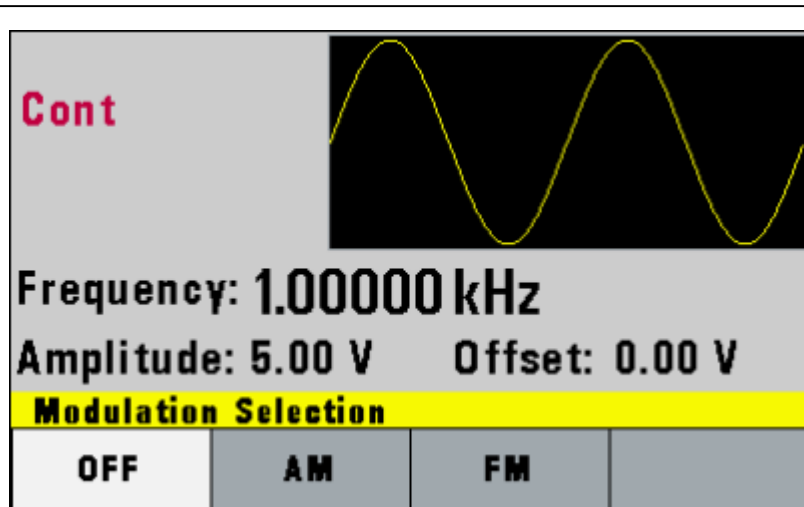 Cont
Frequency: 1.00000 kHz
Amplitude: 5.00 V Offset: 0.00 V
Modulation Selection
OFF AM FM